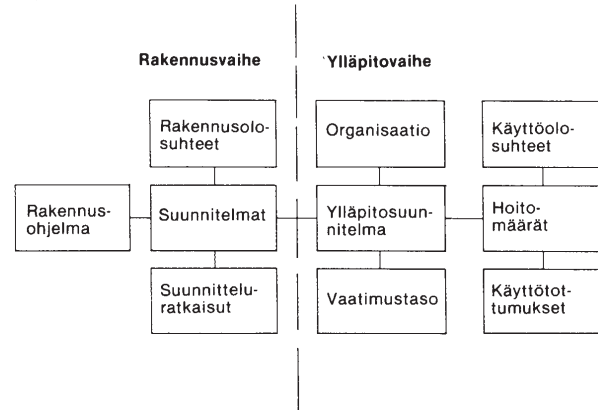 Rakennusvaihe
Ylläpitovaihe
Rakennusolo-
suhteet
Organisaatio
Käyttöolo-
suhteet
Rakennus-
ohjelma
Suunnitelmat
Ylläpitosuun-
nitelma
Hoito-
määrät
Suunnittelu-
ratkaisut
Vaatimustaso
Käyttötot-
tumukset